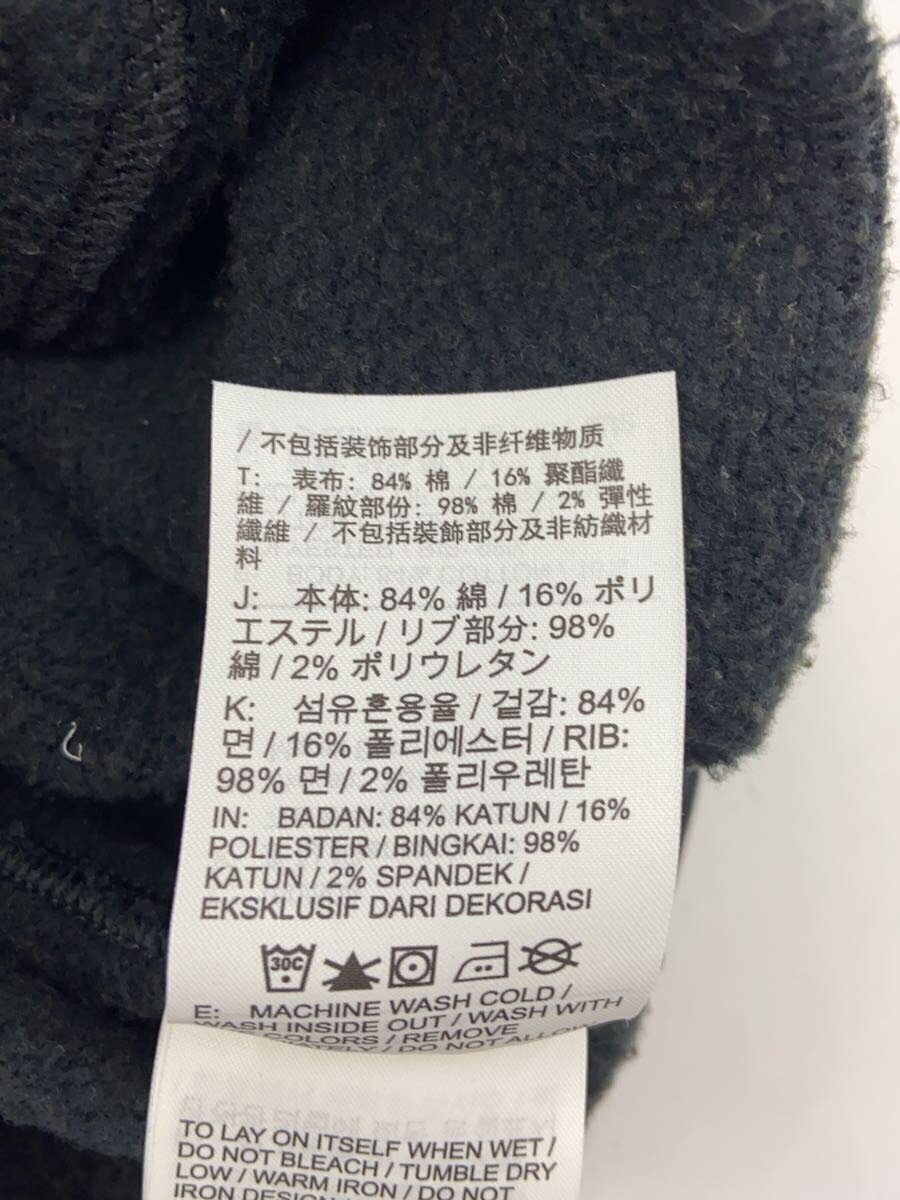 / 不包括装饰部分及非纤维物质
T: 表布: 84% 棉 / 16% 聚酯纖
維 / 羅紋部份: 98% 棉 / 2% 彈性
纖維 / 不包括裝飾部分及非紡織材
料
J: 本体: 84% 綿 / 16% ポリ
エステル / リブ部分: 98%
綿 / 2% ポリウレタン
K: 섬유혼용율 / 겉감: 84%
면 / 16% 폴리에스터 / RIB:
98% 면 / 2% 폴리우레탄
IN: BADAN: 84% KATUN / 16%
POLIESTER / BINGKAI: 98%
KATUN / 2% SPANDEK /
EKSKLUSIF DARI DEKORASI
30C
E: MACHINE WASH COLD /
WASH INSIDE OUT / WASH WITH
COLORS / REMOVE
/ DO NOT ALLOW
TO LAY ON ITSELF WHEN WET /
DO NOT BLEACH / TUMBLE DRY
LOW / WARM IRON / DO NOT
IRON DESIGN